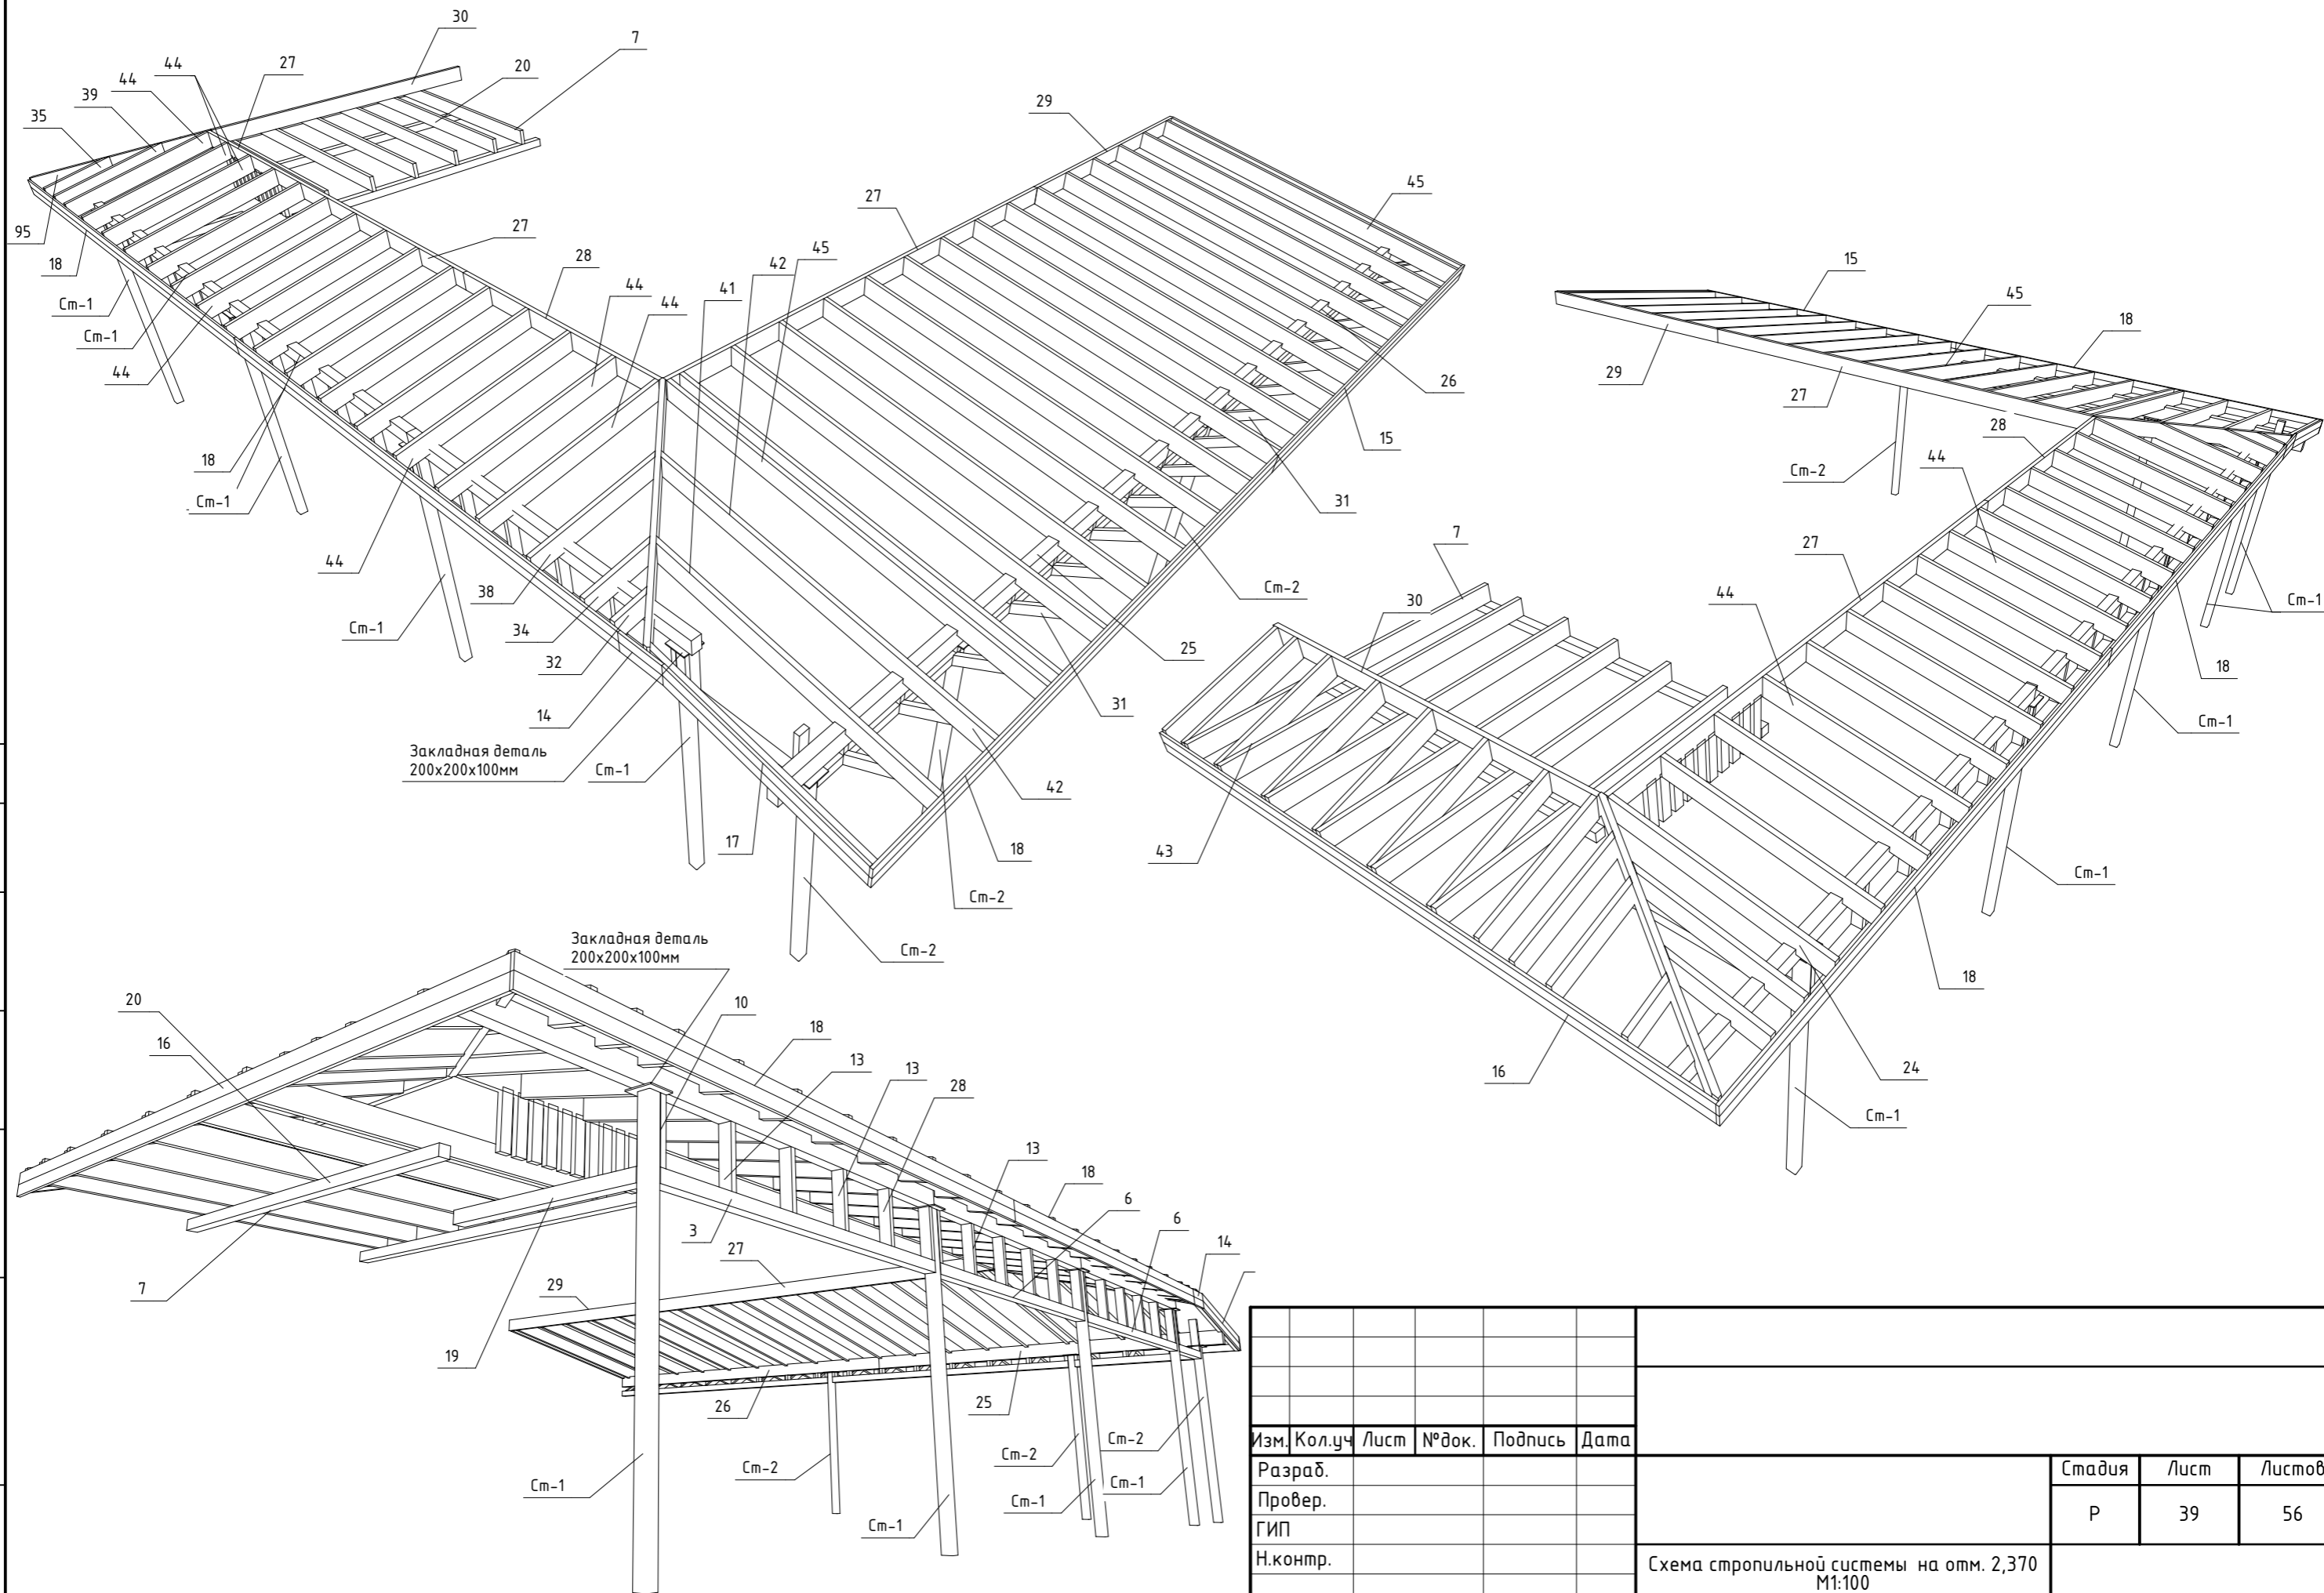 30
7
44
27
20
44
39
35
95
18
Ст-1
Ст-1
44
27
28
44
44
18
Ст-1
44
Ст-1
38
34
32
14
Закладная деталь
200х200х100мм
Ст-1
17
41
42
45
27
29
45
26
15
31
Ст-2
25
31
42
18
Ст-2
Ст-2
15
45
18
29
27
Ст-2
28
44
27
44
7
30
Ст-1
18
Ст-1
Ст-1
18
24
Ст-1
43
16
Закладная деталь
200х200х100мм
10
20
16
18
13
13
28
13
18
6
6
14
3
27
29
7
19
26
25
Ст-1
Ст-2
Ст-1
Ст-2
Ст-1
Ст-2
Ст-1
Изм. Кол.уч Лист №док. Подпись Дата
Разраб.
Провер.
ГИП
Н.контр.
Стадия Лист Листов
Р 39 56
Схема стропильной системы на отм. 2,370
М1:100